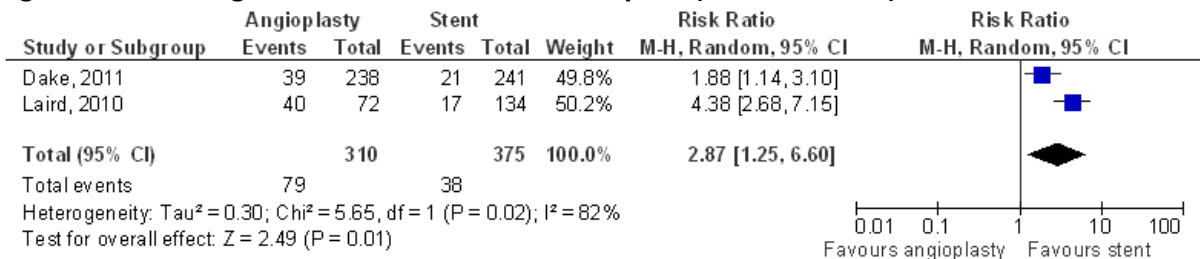 Angioplasty Stent Risk Ratio Risk Ratio
Study or Subgroup Events Total Events Total Weight M-H, Random, 95% CI M-H, Random, 95% CI
Dake, 2011 39 238 21 241 49.8% 1.88 [1.14, 3.10]
Laird, 2010 40 72 17 134 50.2% 4.38 [2.68, 7.15]
Total (95% CI) 310 375 100.0% 2.87 [1.25, 6.60]
Total events 79 38
Heterogeneity: Tau² = 0.30; Chi² = 5.65, df = 1 (P = 0.02); I² = 82%
Test for overall effect: Z = 2.49 (P = 0.01)
0.01 0.1 1 10 100
Favours angioplasty Favours stent